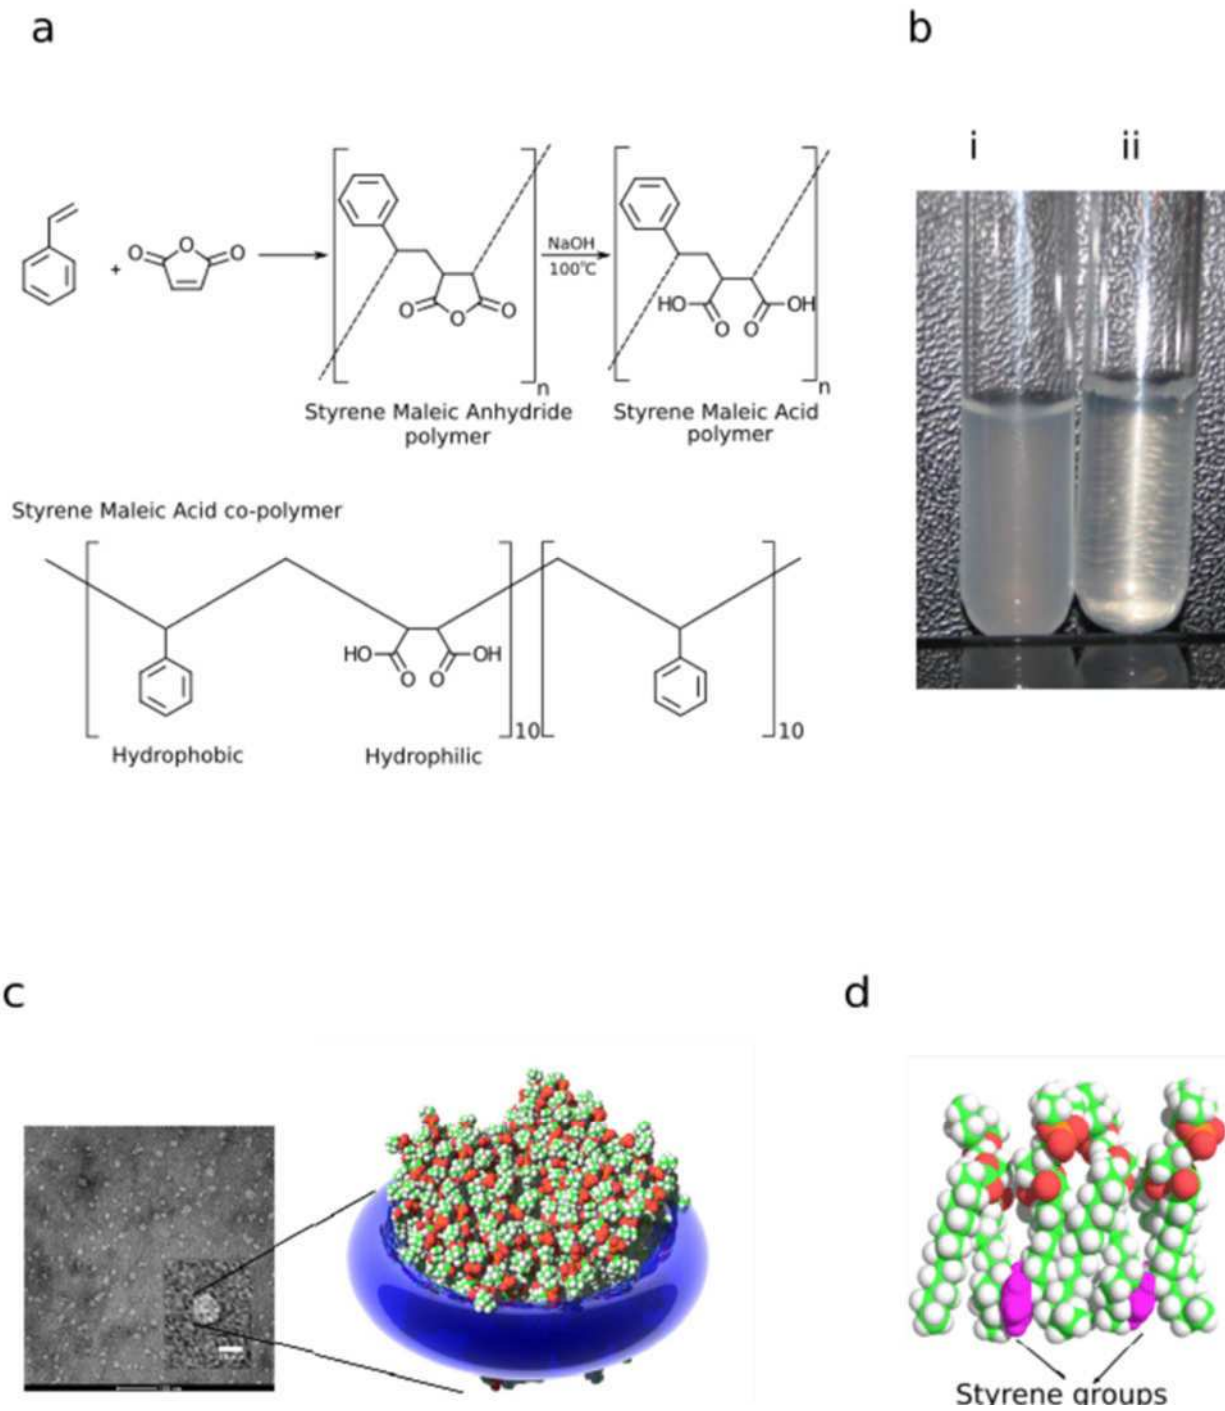 a
b
i
ii
O
O
O
+
O
O
O
n
NaOH
100°C
HO
O
O
OH
n
Styrene Maleic Anhydride
polymer
Styrene Maleic Acid
polymer
Styrene Maleic Acid co-polymer
HO
O
O
OH
10
10
Hydrophobic
Hydrophilic
c
d
Styrene groups